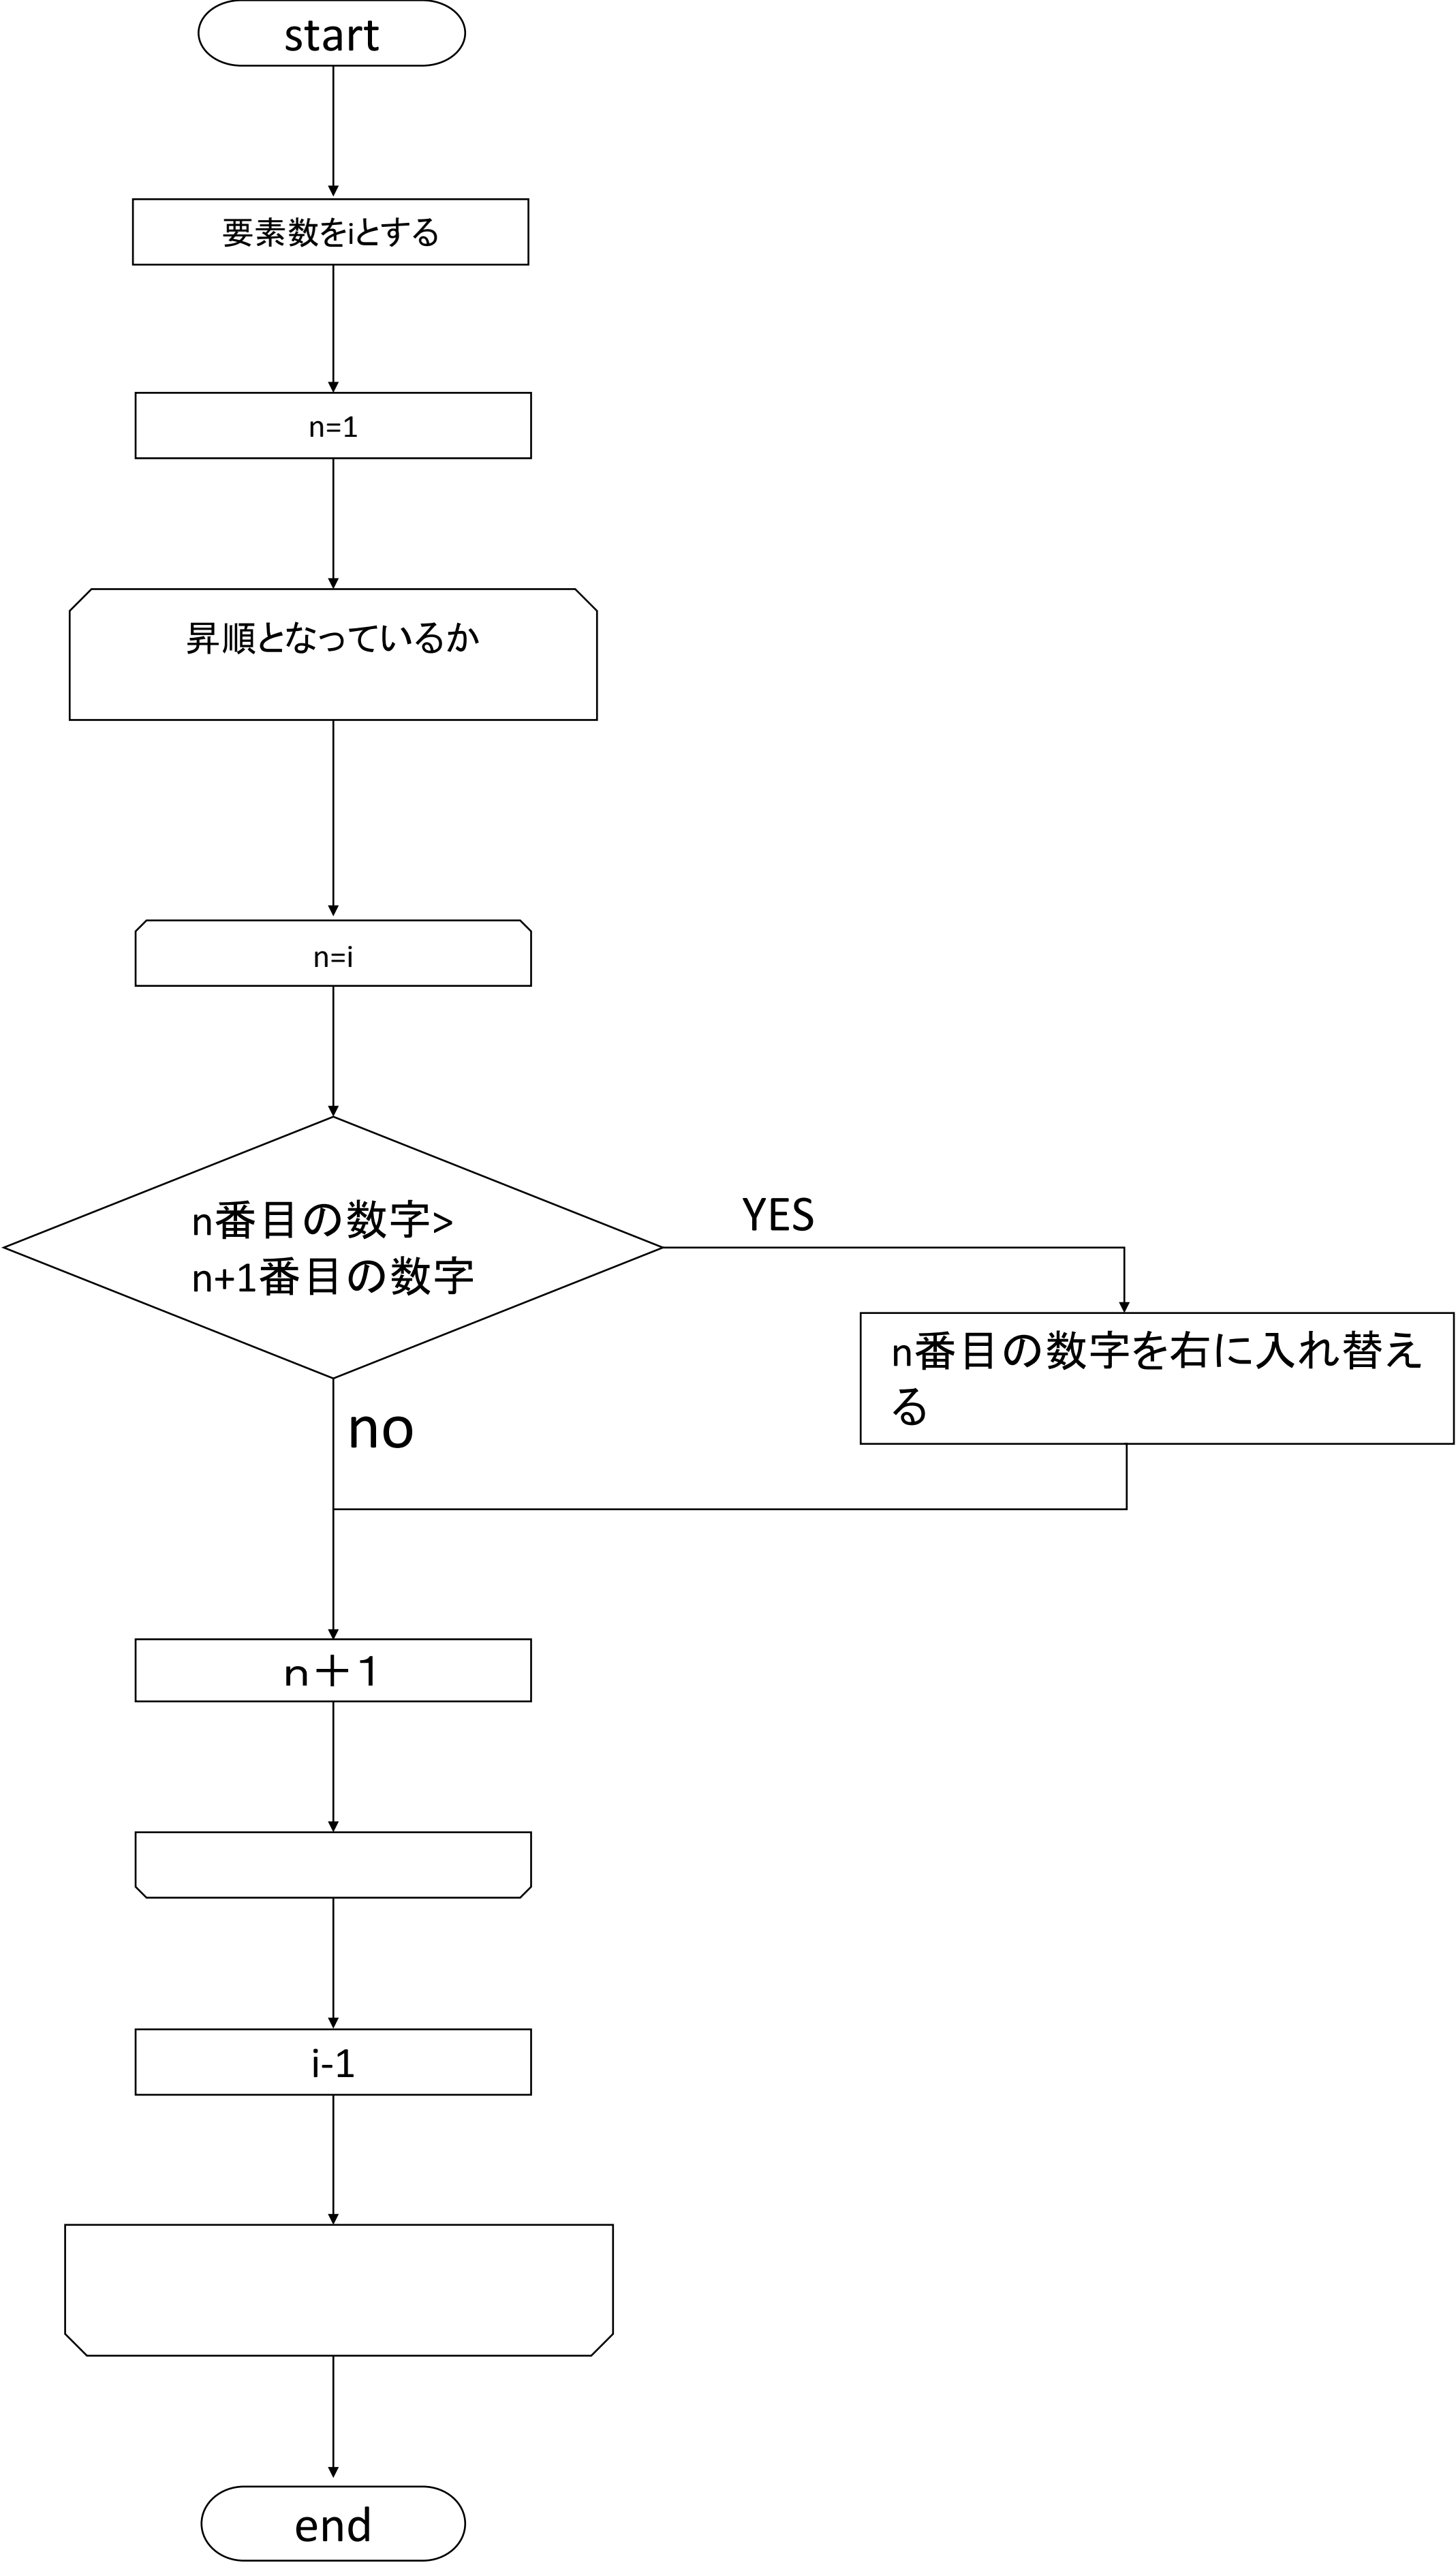 start
要素数をiとする
n=1
昇順となっているか
n=i
n番目の数字>
n+1番目の数字
YES
n番目の数字を右に入れ替え
る
no
n＋1
i-1
end